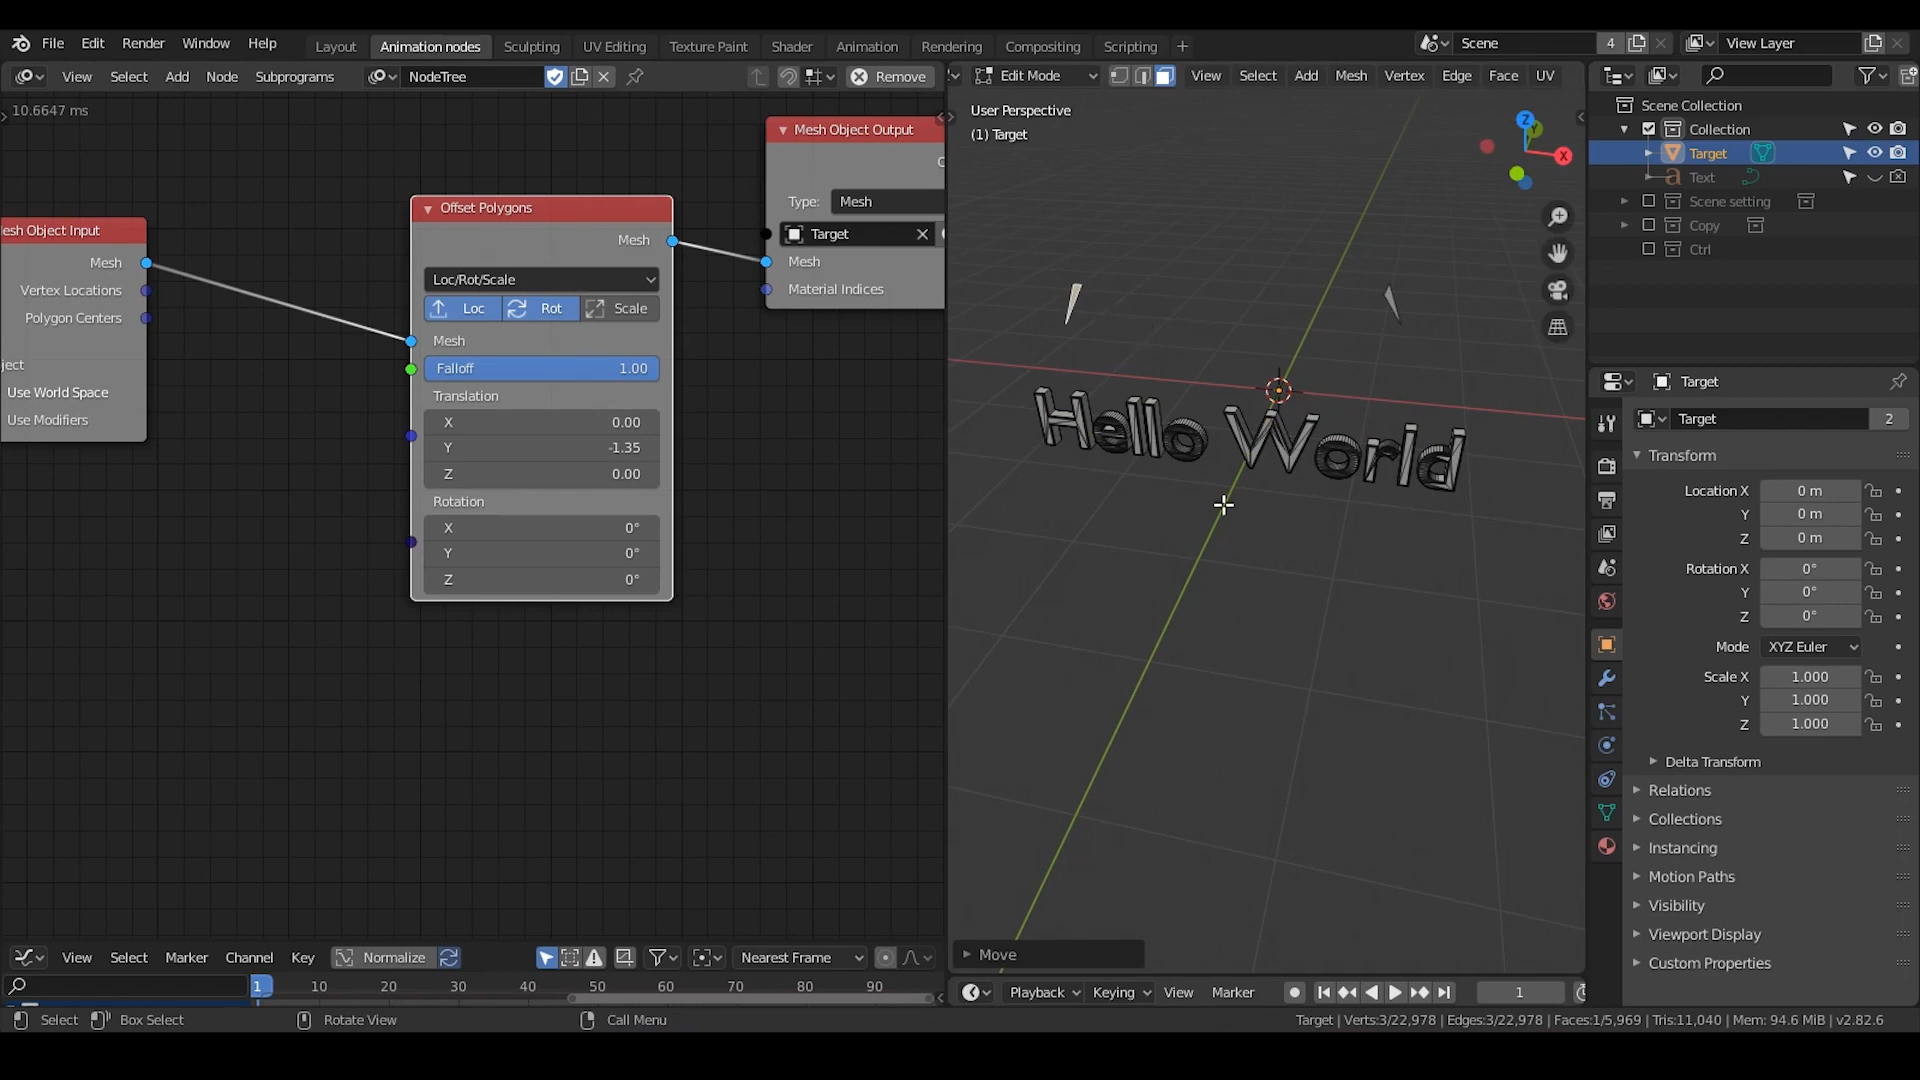 File Edit Render Window Help Layout Animation nodes Sculpting UV Editing Texture Paint Shader Animation Rendering Compositing Scripting + Scene 4 View Layer
View Select Add Node Subprograms NodeTree Remove
Edit Mode View Select Add Mesh Vertex Edge Face UV
10.6647 ms
Mesh Object Input
Mesh
Vertex Locations
Polygon Centers
ject
Use World Space
Use Modifiers
Offset Polygons
Mesh
Loc/Rot/Scale
Loc Rot Scale
Mesh
Falloff 1.00
Translation
X 0.00
Y -1.35
Z 0.00
Rotation
X 0°
Y 0°
Z 0°
Mesh Object Output
Type: Mesh
Target
Mesh
Material Indices
User Perspective
(1) Target
Z
Y
X
Hello World
Move
Scene Collection
Collection
Target
Text
Scene setting
Copy
Ctrl
Target
Target 2
Transform
Location X 0 m
Y 0 m
Z 0 m
Rotation X 0°
Y 0°
Z 0°
Mode XYZ Euler
Scale X 1.000
Y 1.000
Z 1.000
Delta Transform
Relations
Collections
Instancing
Motion Paths
Visibility
Viewport Display
Custom Properties
View Select Marker Channel Key Normalize Nearest Frame
1 10 20 30 40 50 60 70 80 90
Playback Keying View Marker 1
Select Box Select Rotate View Call Menu
Target | Verts:3/22,978 | Edges:3/22,978 | Faces:1/5,969 | Tris:11,040 | Mem: 94.6 MiB | v2.82.6